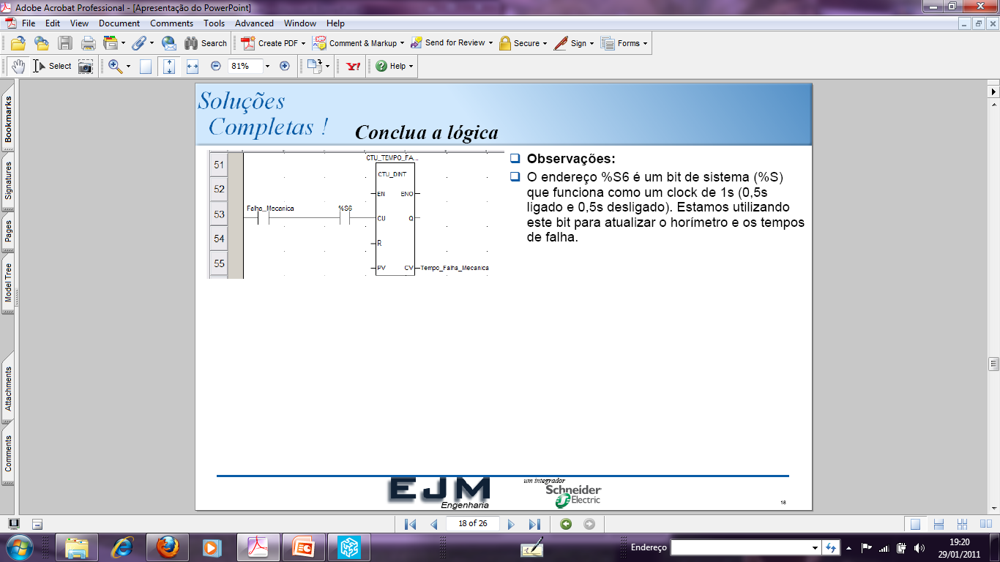 Adobe Acrobat Professional - [Apresentação do PowerPoint]
File Edit View Document Comments Tools Advanced Window Help
Search Create PDF Comment & Markup Send for Review Secure Sign Forms
Select 81% Y! Help
Bookmarks
Signatures
Pages
Model Tree
Attachments
Comments
Soluções
Completas !
Conclua a lógica
51
52
53
54
55
CTU_TEMPO_FA...
CTU_DINT
EN ENO
Falha_Mecanica %S6 CU Q
R
PV CV Tempo_Falha_Mecanica
Observações:
O endereço %S6 é um bit de sistema (%S)
que funciona como um clock de 1s (0,5s
ligado e 0,5s desligado). Estamos utilizando
este bit para atualizar o horímetro e os tempos
de falha.
EJM
Engenharia
um integrador
Schneider
Electric
18
18 of 26
Endereço
19:20
29/01/2011